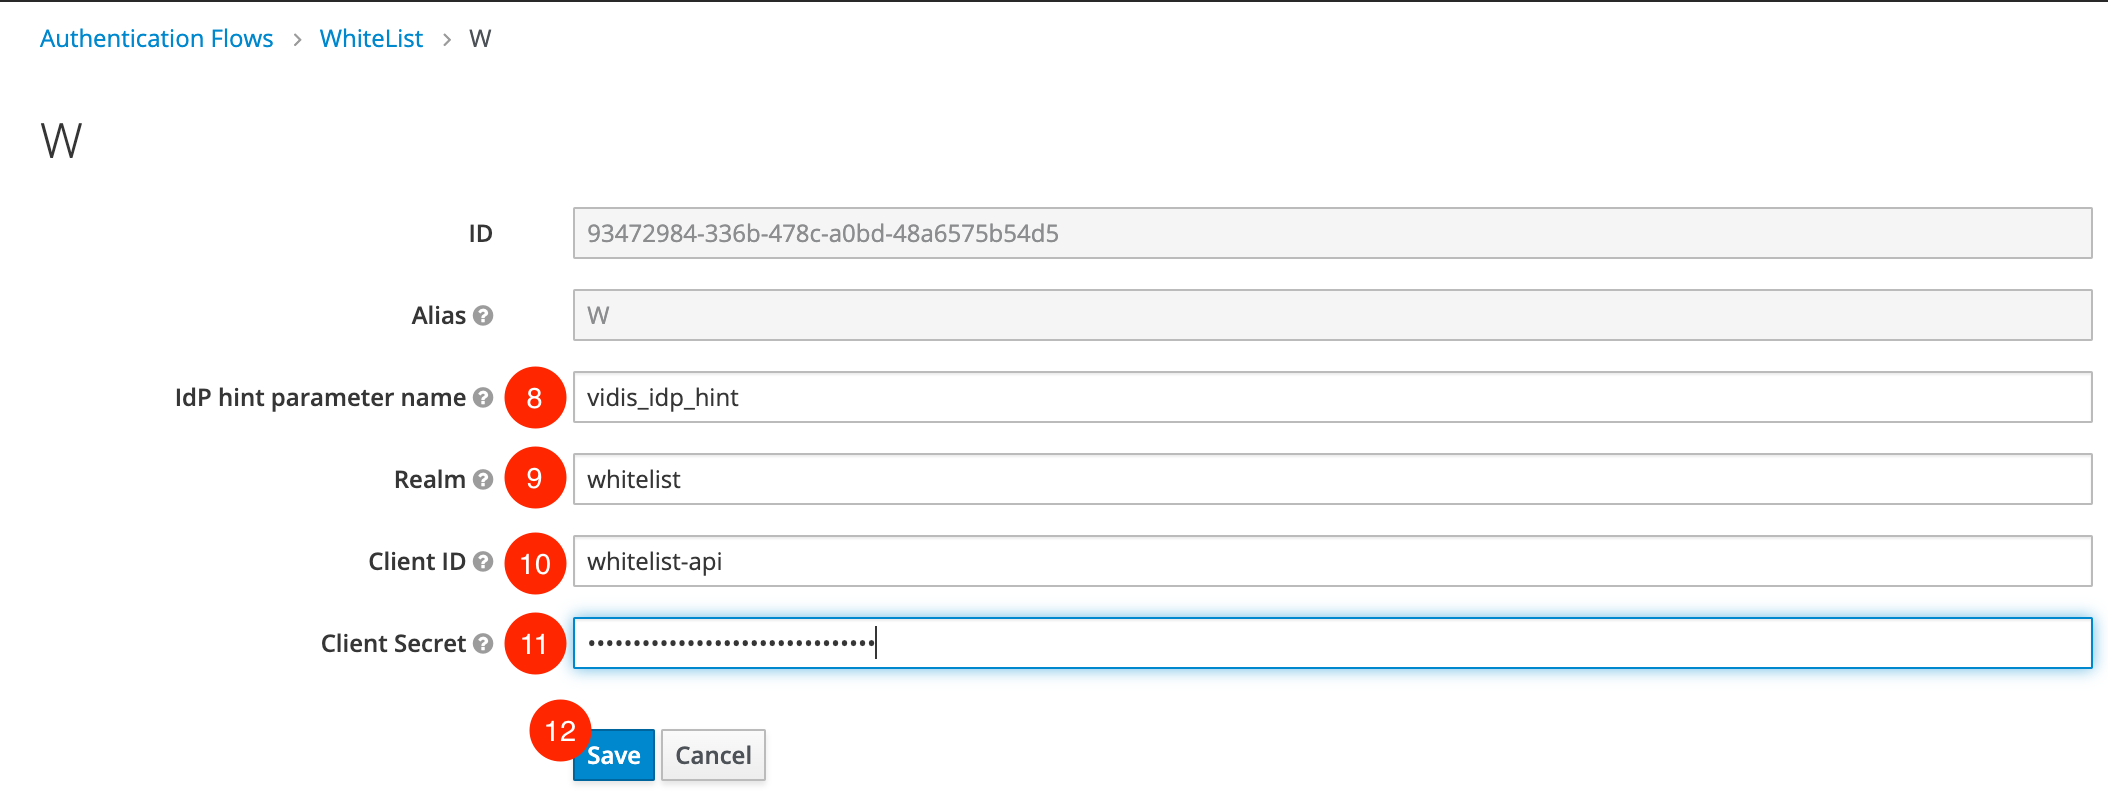 Authentication Flows > WhiteList > W
W
ID 93472984-336b-478c-a0bd-48a6575b54d5
Alias ? W
IdP hint parameter name ? 8 vidis_idp_hint
Realm ? 9 whitelist
Client ID ? 10 whitelist-api
Client Secret ? 11 ••••••••••••••••••••••••••••••••
12 Save Cancel